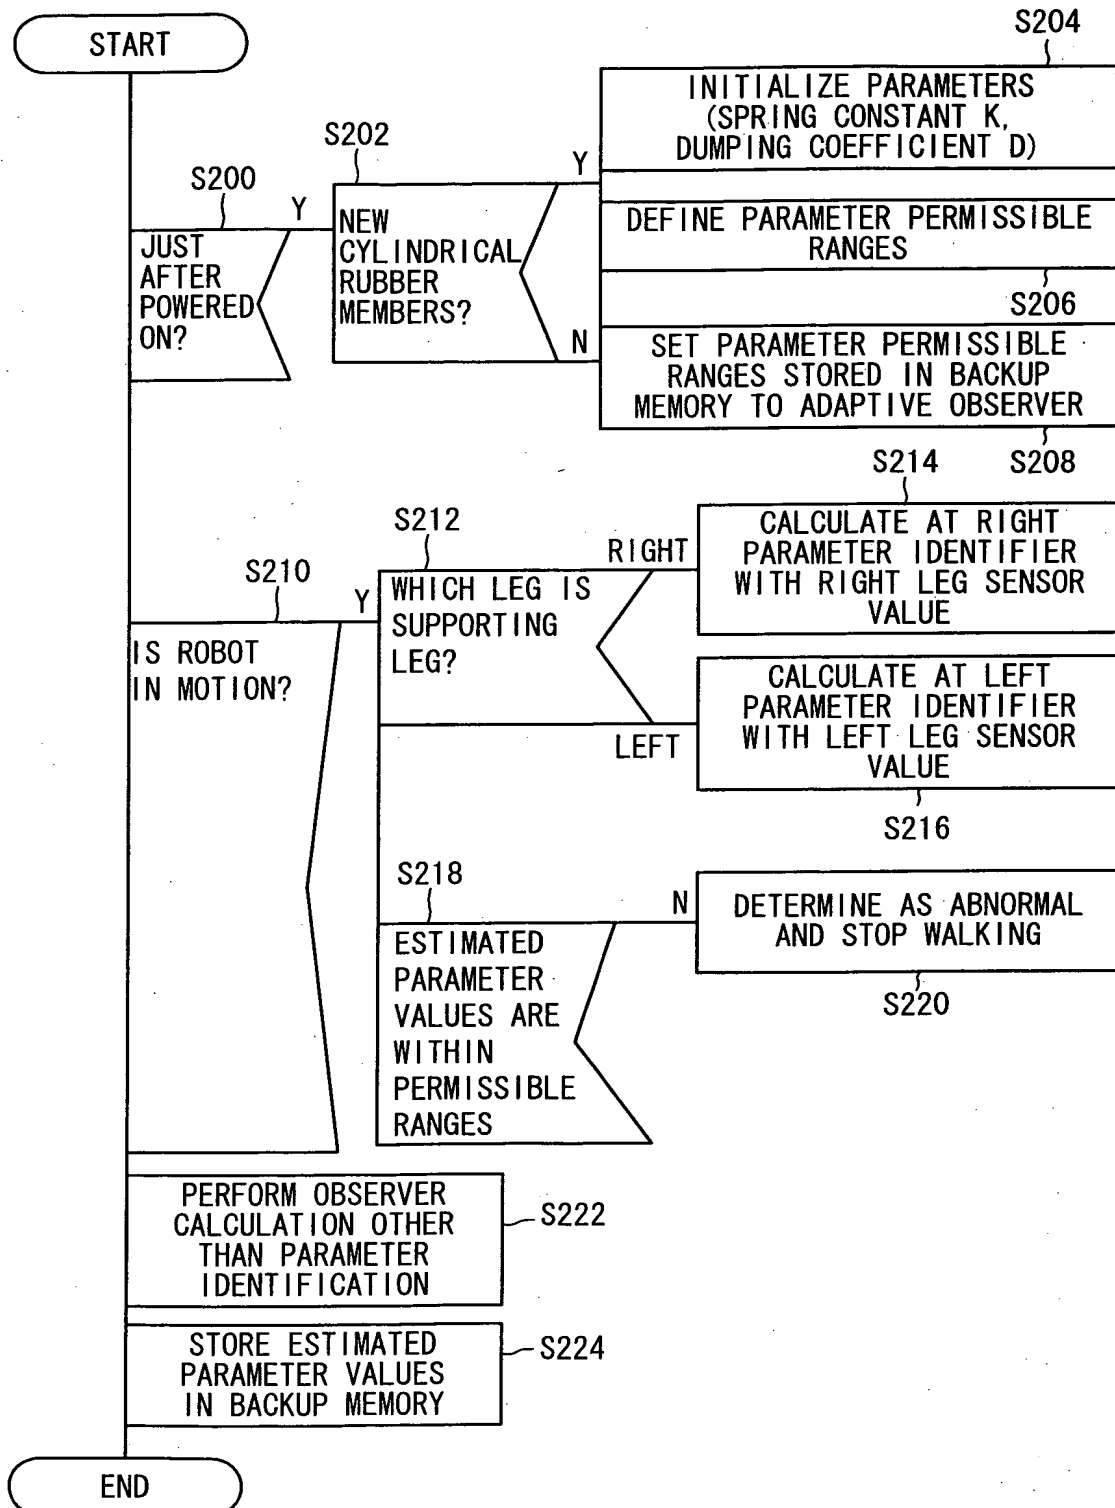 START
S204
INITIALIZE PARAMETERS
(SPRING CONSTANT K,
DUMPING COEFFICIENT D)
S202
Y
S200
Y
NEW
CYLINDRICAL
RUBBER
MEMBERS?
DEFINE PARAMETER PERMISSIBLE
RANGES
JUST
AFTER
POWERED
ON?
S206
N
SET PARAMETER PERMISSIBLE
RANGES STORED IN BACKUP
MEMORY TO ADAPTIVE OBSERVER
S208
S214
S212
RIGHT
CALCULATE AT RIGHT
PARAMETER IDENTIFIER
WITH RIGHT LEG SENSOR
VALUE
S210
Y
WHICH LEG IS
SUPPORTING
LEG?
IS ROBOT
IN MOTION?
LEFT
CALCULATE AT LEFT
PARAMETER IDENTIFIER
WITH LEFT LEG SENSOR
VALUE
S216
S218
N
DETERMINE AS ABNORMAL
AND STOP WALKING
S220
ESTIMATED
PARAMETER
VALUES ARE
WITHIN
PERMISSIBLE
RANGES
PERFORM OBSERVER
CALCULATION OTHER
THAN PARAMETER
IDENTIFICATION
S222
STORE ESTIMATED
PARAMETER VALUES
IN BACKUP MEMORY
S224
END